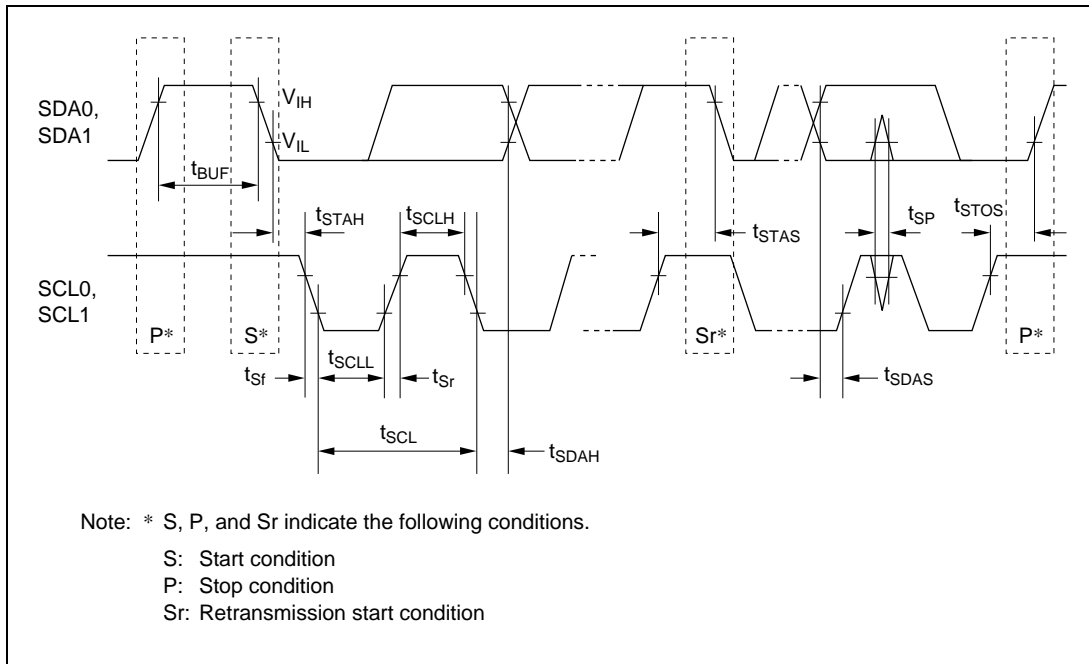 SDA0,
SDA1
V_IH
V_IL
t_BUF
t_STAH
t_SCLH
t_STAS
t_SP
t_STOS
SCL0,
SCL1
P*
S*
Sr*
P*
t_Sf
t_SCLL
t_Sr
t_SDAS
t_SCL
t_SDAH
Note: * S, P, and Sr indicate the following conditions.
S: Start condition
P: Stop condition
Sr: Retransmission start condition